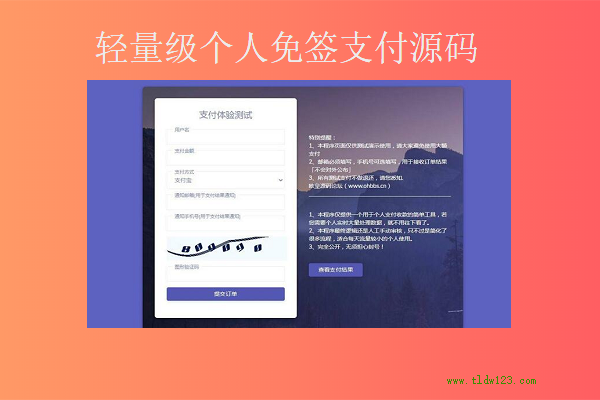 轻量级个人免签支付源码
支付体验测试
用户名
支付金额
支付方式
支付宝
通知邮箱(用于支付结果通知)
通知手机号(用于支付结果通知)
图形验证码
提交订单
特别提醒：
1、本程序页面仅供测试演示使用，请大家避免使用大额
支付
2、邮箱必须填写，手机号可选填写，用于接收订单结果
「不会对外公布」
3、所有测试支付不做退还，请您悉知。
(www.ohbbs.cn)
1、本程序仅提供一个用于个人支付收款的简单工具，若
您需要个人实时大量处理数据，就不用往下看了。
2、本程序最终逻辑还是人工手动审核，只不过是简化了
很多流程，适合每天流量较小的个人使用。
3、完全公开，无须担心封号！
查看支付结果
www.tldw123.com